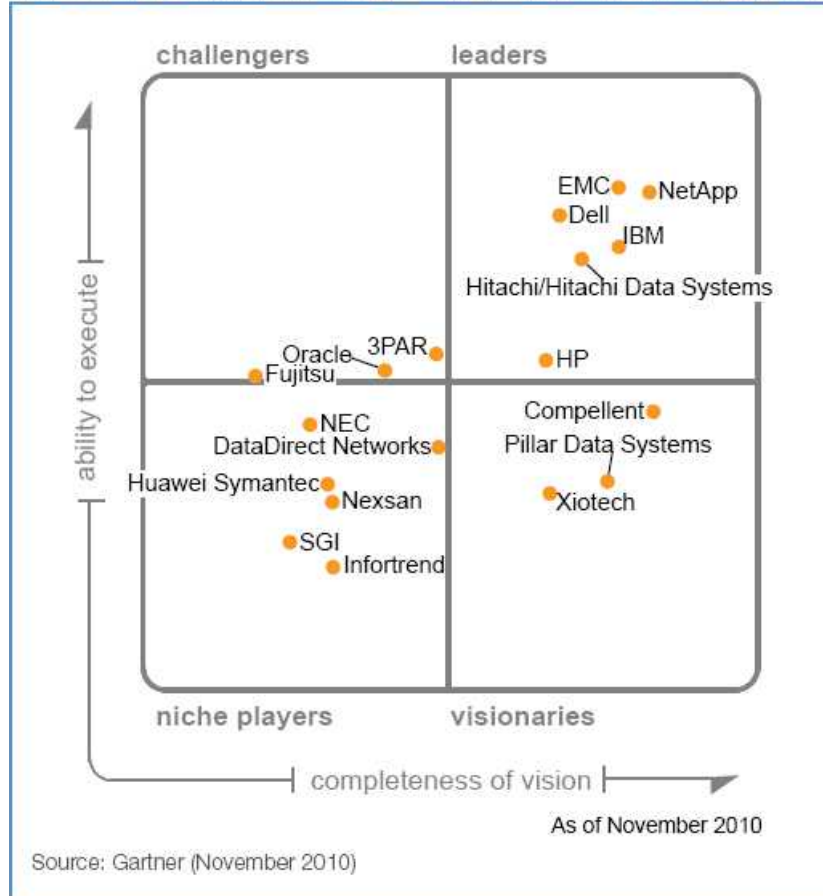 challengers
leaders
EMC
NetApp
Dell
IBM
Hitachi/Hitachi Data Systems
3PAR
Oracle
HP
Fujitsu
ability to execute
Compellent
NEC
DataDirect Networks
Pillar Data Systems
Huawei Symantec
Nexsan
Xiotech
SGI
Infortrend
niche players
visionaries
completeness of vision
As of November 2010
Source: Gartner (November 2010)